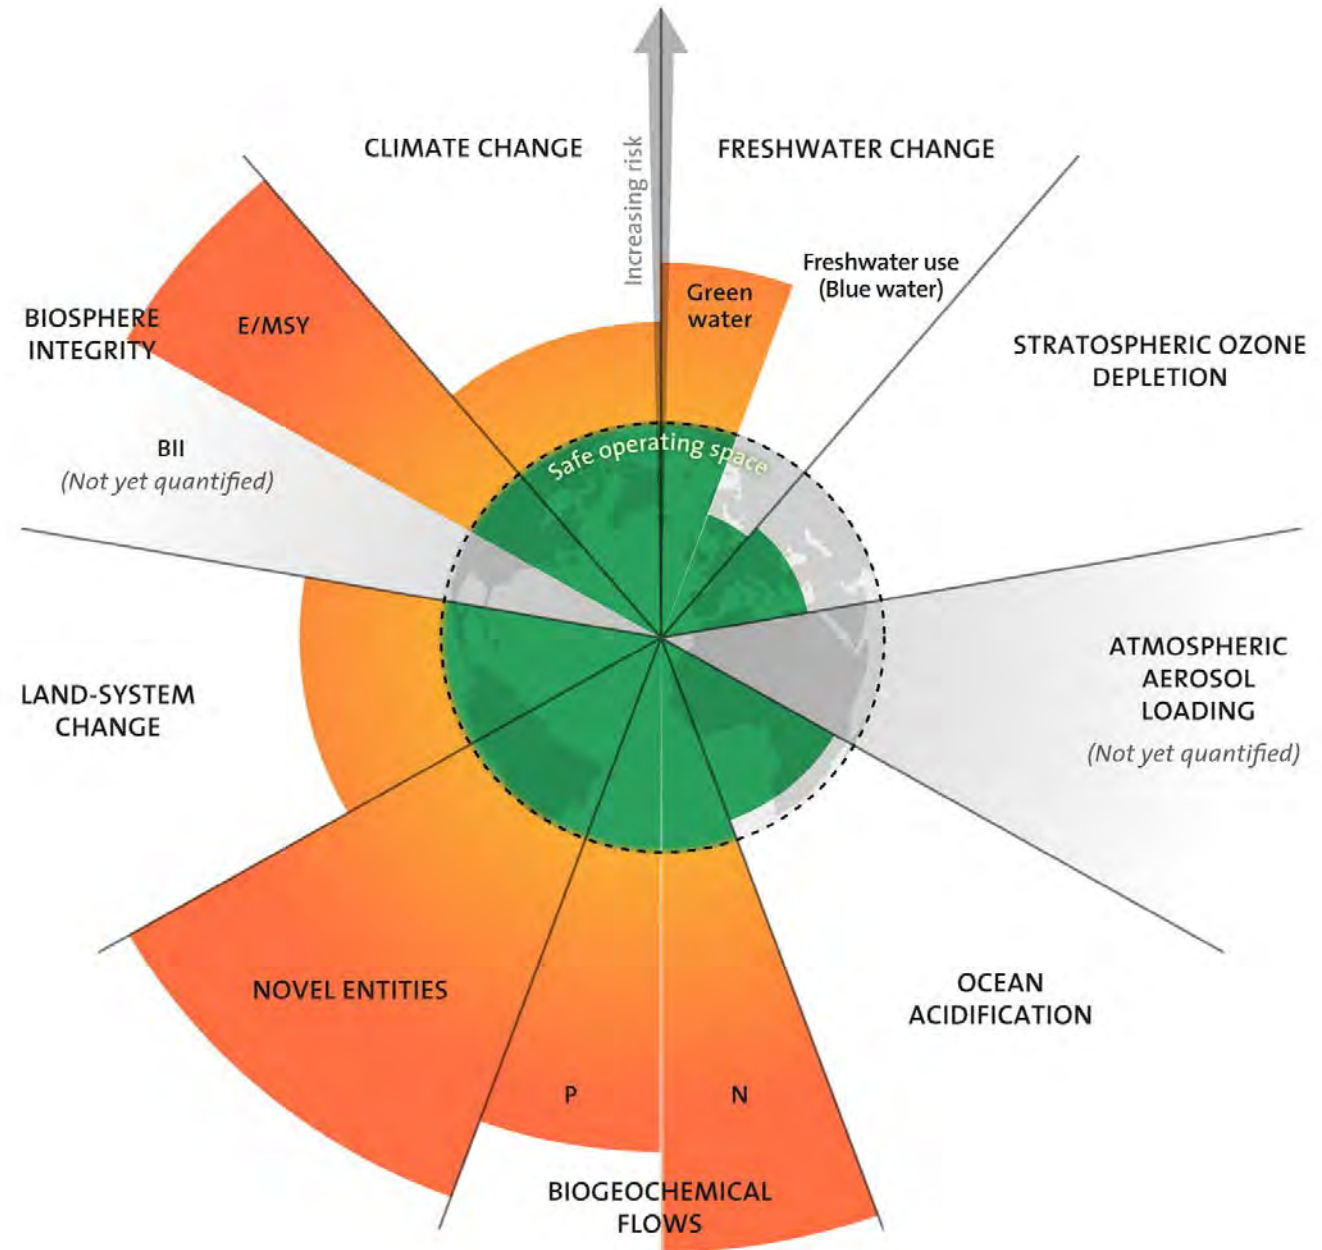 CLIMATE CHANGE
Increasing risk
FRESHWATER CHANGE
Green
water
Freshwater use
(Blue water)
STRATOSPHERIC OZONE
DEPLETION
BIOSPHERE
INTEGRITY
E/MSY
BII
(Not yet quantified)
Safe operating space
ATMOSPHERIC
AEROSOL
LOADING
(Not yet quantified)
LAND-SYSTEM
CHANGE
NOVEL ENTITIES
OCEAN
ACIDIFICATION
P
N
BIOGEOCHEMICAL
FLOWS